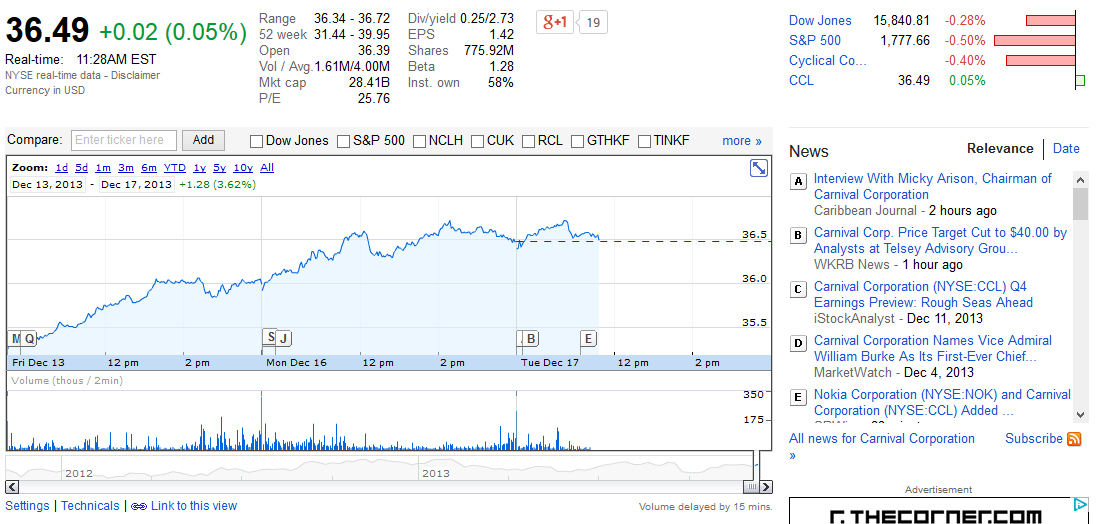 36.49 +0.02 (0.05%)
Real-time: 11:28AM EST
NYSE real-time data - Disclaimer
Currency in USD
Range 36.34 - 36.72
52 week 31.44 - 39.95
Open 36.39
Vol / Avg. 1.61M/4.00M
Mkt cap 28.41B
P/E 25.76
Div/yield 0.25/2.73
EPS 1.42
Shares 775.92M
Beta 1.28
Inst. own 58%
g+1 19
Dow Jones 15,840.81 -0.28%
S&P 500 1,777.66 -0.50%
Cyclical Co... -0.40%
CCL 36.49 0.05%
Compare: Enter ticker here Add Dow Jones S&P 500 NCLH CUK RCL GTHKF TINKF more »
Zoom: 1d 5d 1m 3m 6m YTD 1y 5y 10y All
Dec 13, 2013 - Dec 17, 2013 +1.28 (3.62%)
36.5
36.0
35.5
M Q S J B E
Fri Dec 13 12 pm 2 pm Mon Dec 16 12 pm 2 pm Tue Dec 17 12 pm 2 pm
Volume (thous / 2min)
350
175
2012 2013
Settings | Technicals | Link to this view Volume delayed by 15 mins.
News Relevance Date
A Interview With Micky Arison, Chairman of
Carnival Corporation
Caribbean Journal - 2 hours ago
B Carnival Corp. Price Target Cut to $40.00 by
Analysts at Telsey Advisory Grou...
WKRB News - 1 hour ago
C Carnival Corporation (NYSE:CCL) Q4
Earnings Preview: Rough Seas Ahead
iStockAnalyst - Dec 11, 2013
D Carnival Corporation Names Vice Admiral
William Burke As Its First-Ever Chief...
MarketWatch - Dec 4, 2013
E Nokia Corporation (NYSE:NOK) and Carnival
Corporation (NYSE:CCL) Added ...
All news for Carnival Corporation Subscribe
»
Advertisement
r.THECORNER.COM